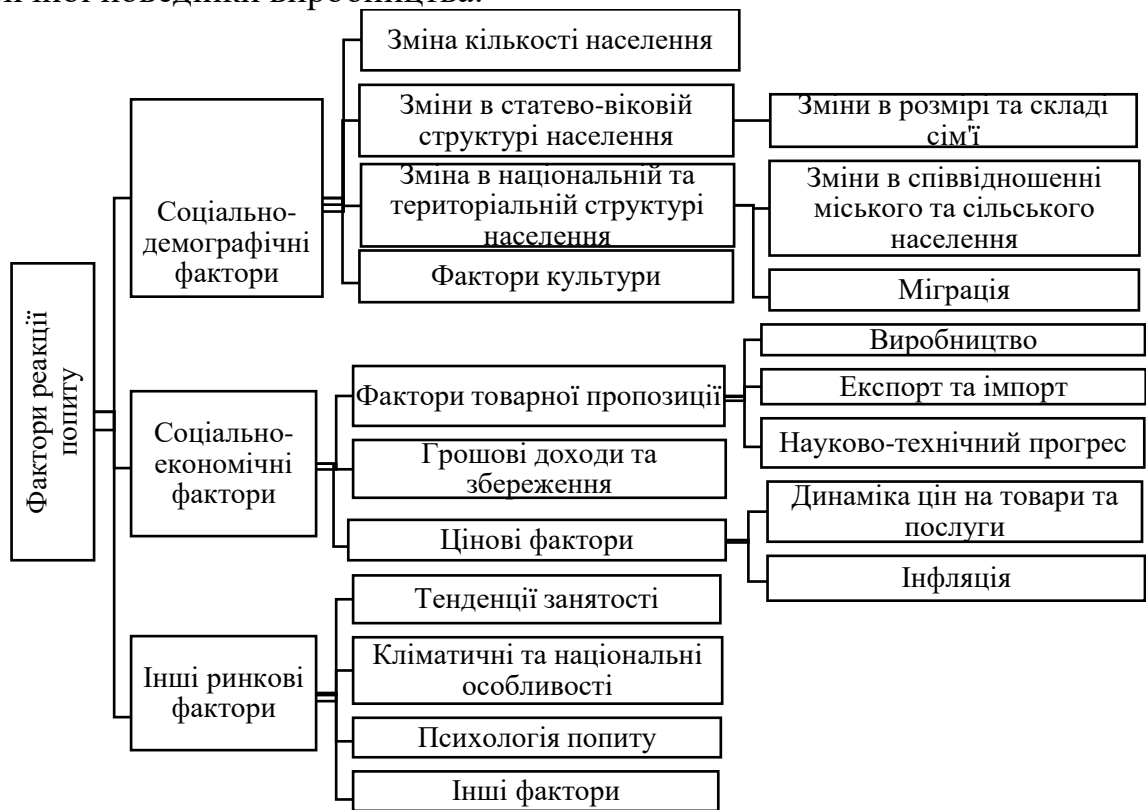 виробництва.
Фактори реакції
попиту
Соціально-
демографічні
фактори
Зміна кількості населення
Зміни в статево-віковій
структурі населення
Зміни в розмірі та складі
сім'ї
Зміна в національній та
територіальній структурі
населення
Зміни в співвідношенні
міського та сільського
населення
Міграція
Фактори культури
Соціально-
економічні
фактори
Фактори товарної пропозиції
Виробництво
Експорт та імпорт
Науково-технічний прогрес
Грошові доходи та
збереження
Цінові фактори
Динаміка цін на товари та
послуги
Інфляція
Інші ринкові
фактори
Тенденції занятості
Кліматичні та національні
особливості
Психологія попиту
Інші фактори